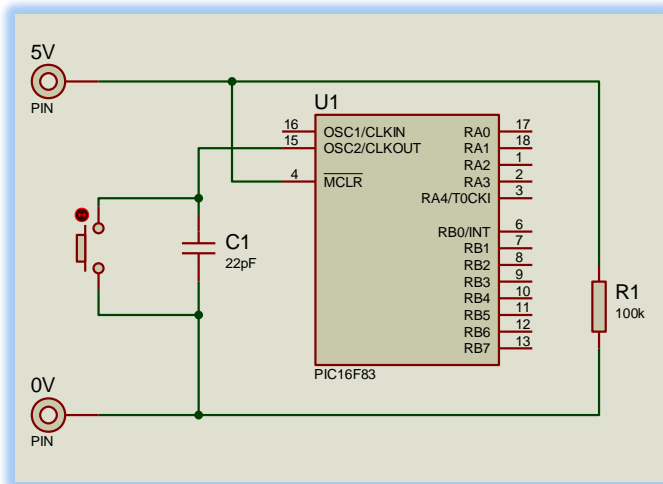 5V
PIN
U1
16 OSC1/CLKIN RA0 17
15 OSC2/CLKOUT RA1 18
RA2 1
4 MCLR RA3 2
RA4/T0CKI 3
RB0/INT 6
RB1 7
RB2 8
RB3 9
RB4 10
RB5 11
RB6 12
RB7 13
PIC16F83
C1
22pF
R1
100k
0V
PIN